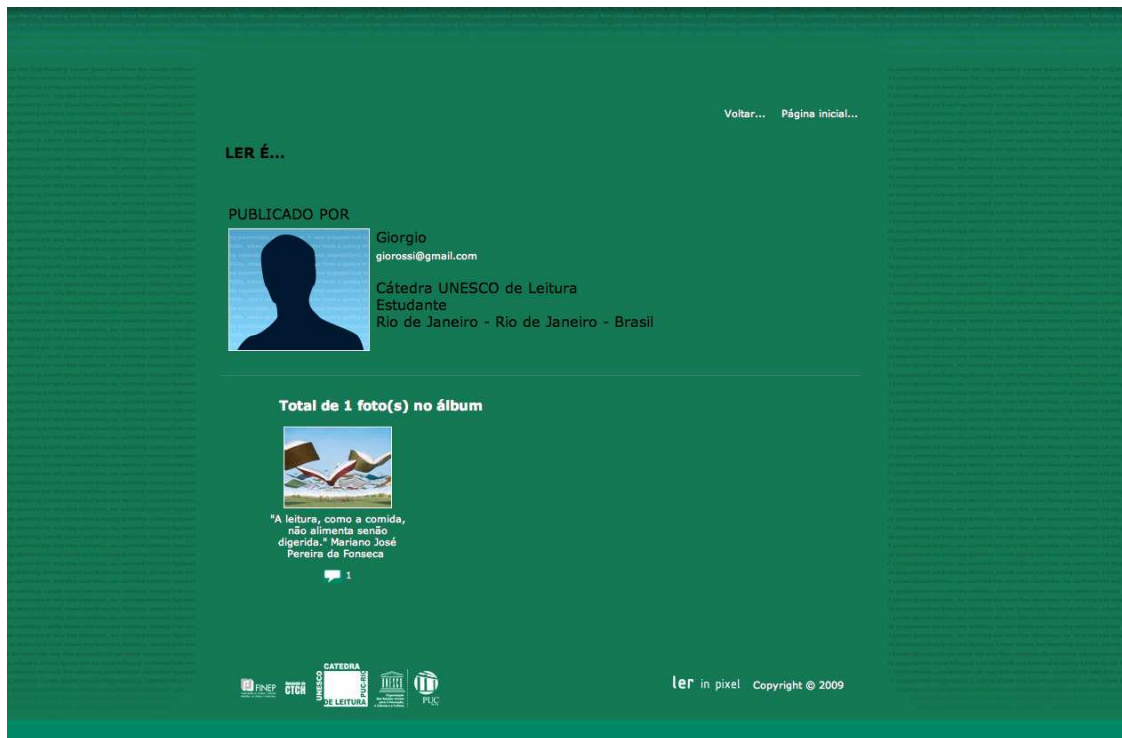 Voltar... Página inicial...
LER É...
PUBLICADO POR
Giorgio
giorossi@gmail.com
Cátedra UNESCO de Leitura
Estudante
Rio de Janeiro - Rio de Janeiro - Brasil
Total de 1 foto(s) no álbum
"A leitura, como a comida,
não alimenta senão
digerida." Mariano José
Pereira da Fonseca
1
FINEP
CTCH
CATEDRA
UNESCO
DE LEITURA
PUC-RIO
PUC
ler in pixel Copyright © 2009